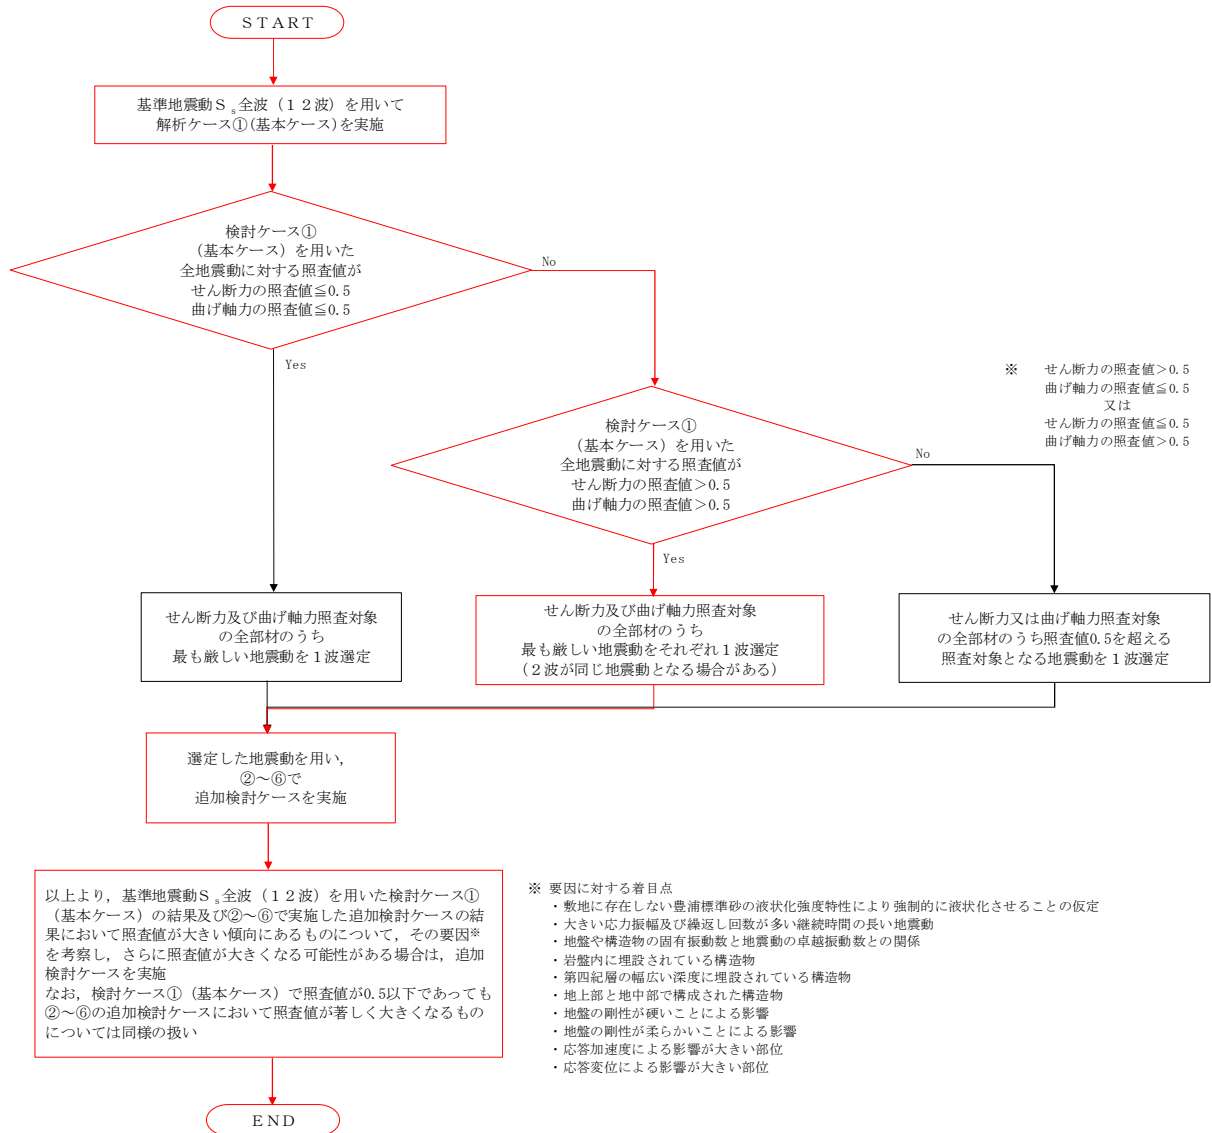 START
基準地震動Ｓs全波（１２波）を用いて
解析ケース①(基本ケース)を実施
検討ケース①
（基本ケース）を用いた
全地震動に対する照査値が
せん断力の照査値≦0.5
曲げ軸力の照査値≦0.5
No
Yes
※　せん断力の照査値＞0.5
曲げ軸力の照査値≦0.5
又は
せん断力の照査値≦0.5
曲げ軸力の照査値＞0.5
検討ケース①
（基本ケース）を用いた
全地震動に対する照査値が
せん断力の照査値＞0.5
曲げ軸力の照査値＞0.5
No
Yes
せん断力及び曲げ軸力照査対象
の全部材のうち
最も厳しい地震動を１波選定
せん断力及び曲げ軸力照査対象
の全部材のうち
最も厳しい地震動をそれぞれ１波選定
（２波が同じ地震動となる場合がある）
せん断力又は曲げ軸力照査対象
の全部材のうち照査値0.5を超える
照査対象となる地震動を１波選定
選定した地震動を用い，
②～⑥で
追加検討ケースを実施
以上より，基準地震動Ｓs全波（１２波）を用いた検討ケース①
（基本ケース）の結果及び②～⑥で実施した追加検討ケースの結
果において照査値が大きい傾向にあるものについて，その要因※
を考察し，さらに照査値が大きくなる可能性がある場合は，追加
検討ケースを実施
なお，検討ケース①（基本ケース）で照査値が0.5以下であっても
②～⑥の追加検討ケースにおいて照査値が著しく大きくなるもの
については同様の扱い
※ 要因に対する着目点
・敷地に存在しない豊浦標準砂の液状化強度特性により強制的に液状化させることの仮定
・大きい応力振幅及び繰返し回数が多い継続時間の長い地震動
・地盤や構造物の固有振動数と地震動の卓越振動数との関係
・岩盤内に埋設されている構造物
・第四紀層の幅広い深度に埋設されている構造物
・地上部と地中部で構成された構造物
・地盤の剛性が硬いことによる影響
・地盤の剛性が柔らかいことによる影響
・応答加速度による影響が大きい部位
・応答変位による影響が大きい部位
END